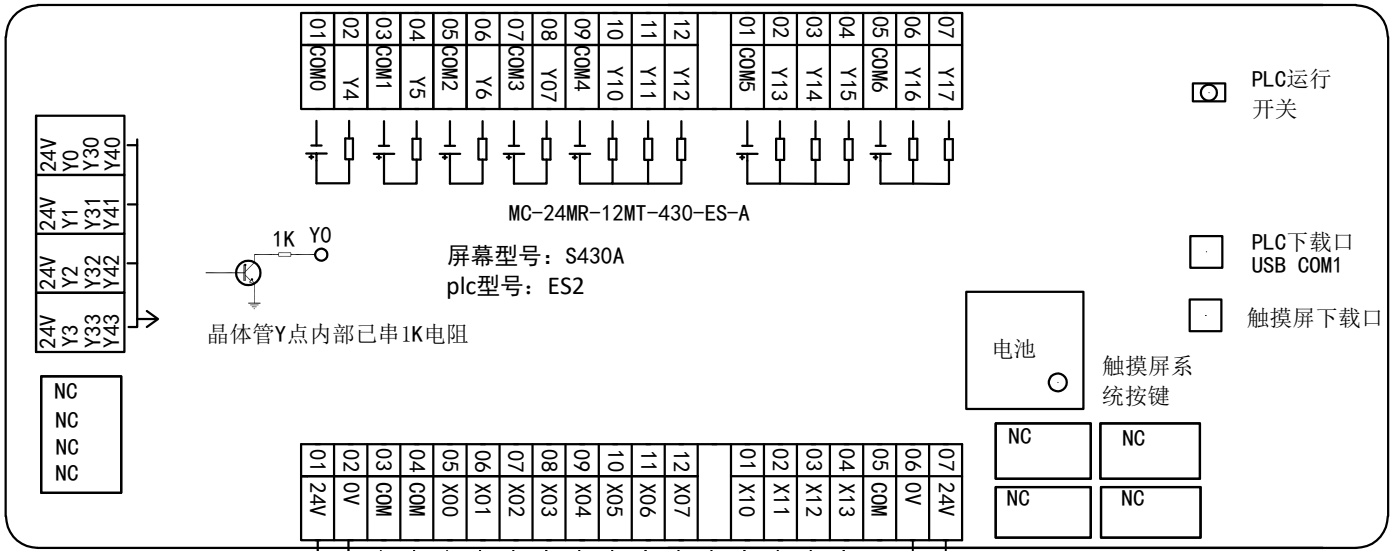 01 02 03 04 05 06 07 08 09 10 11 12 01 02 03 04 05 06 07
COM0 Y4 COM1 Y5 COM2 Y6 COM3 Y07 COM4 Y10 Y11 Y12 COM5 Y13 Y14 Y15 COM6 Y16 Y17
PLC运行
开关
24V Y0 Y30 Y40
24V Y1 Y31 Y41
24V Y2 Y32 Y42
24V Y3 Y33 Y43
MC-24MR-12MT-430-ES-A
1K Y0
屏幕型号：S430A
plc型号：ES2
晶体管Y点内部已串1K电阻
PLC下载口
USB COM1
触摸屏下载口
电池
触摸屏系
统按键
NC
NC
NC
NC
NC NC
NC NC
01 02 03 04 05 06 07 08 09 10 11 12 01 02 03 04 05 06 07
24V 0V COM COM X00 X01 X02 X03 X04 X05 X06 X07 X10 X11 X12 X13 COM 0V 24V